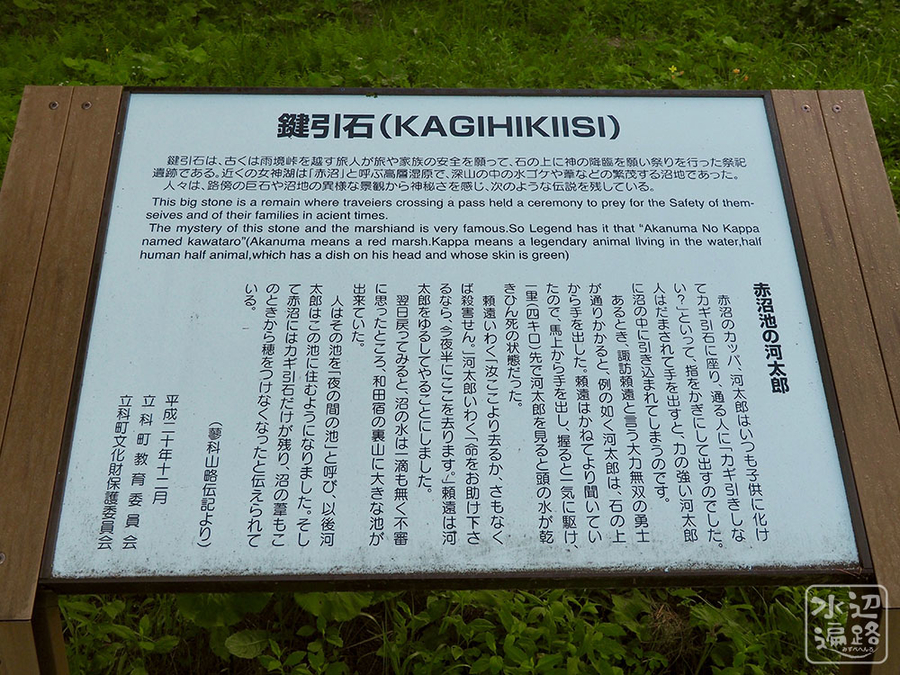 鍵引石(KAGIHIKIISI)
鍵引石は、古くは雨境峠を越す旅人が旅や家族の安全を願って、石の上に神の降臨を願い祭りを行った祭祀
遺跡である。近くの女神湖は「赤沼」と呼ぶ高層湿原で、深山の中の水ゴケや葦などの繁茂する沼地であった。
人々は、路傍の巨石や沼地の異様な景観から神秘さを感じ、次のような伝説を残している。
This big stone is a remain where traveiers crossing a pass held a ceremony to prey for the Safety of them-
seives and of their families in acient times.
The mystery of this stone and the marshiand is very famous.So Legend has it that "Akanuma No Kappa
named kawataro"(Akanuma means a red marsh.Kappa means a legendary animal living in the water,half
human half animal,which has a dish on his head and whose skin is green)
赤沼池の河太郎
赤沼のカッパ、河太郎はいつも子供に化け
てカギ引石に座り、通る人に「カギ引きしな
い?」といって、指をかぎにして出すのでした。
人はだまされて手を出すと、力の強い河太郎
に沼の中に引き込まれてしまうのです。
あるとき、諏訪頼遠と言う大力無双の勇士
が通りかかると、例の如く河太郎は、石の上
から手を出した。頼遠はかねてより聞いてい
たので、馬上から手を出し、握ると一気に駆け、
一里(四キロ)先で河太郎を見ると頭の水が乾
きひん死の状態だった。
頼遠いわく「汝ここより去るか、さもなく
ば殺害せん。」河太郎いわく「命をお助け下さ
るなら、今夜半にここを去ります。」頼遠は河
太郎をゆるしてやることにしました。
翌日戻ってみると、沼の水は一滴も無く不審
に思ったところ、和田宿の裏山に大きな池が
出来ていた。
人はその池を「夜の間の池」と呼び、以後河
太郎はこの池に住むようになりました。そし
て赤沼にはカギ引石だけが残り、沼の葦もこ
のときから穂をつけなくなったと伝えられて
いる。
(蓼科山略伝記より)
平成二十年十二月
立科町教育委員会
立科町文化財保護委員会
水辺
遍路
みずべへんろ